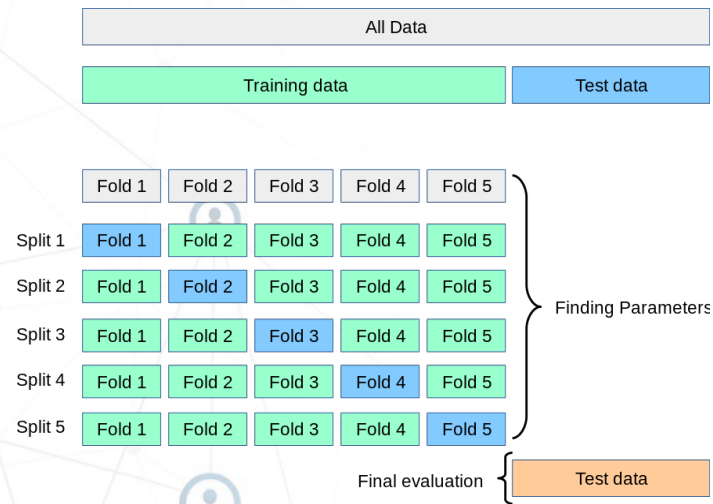 All Data
Training data Test data
Fold 1 Fold 2 Fold 3 Fold 4 Fold 5
Split 1 Fold 1 Fold 2 Fold 3 Fold 4 Fold 5
Split 2 Fold 1 Fold 2 Fold 3 Fold 4 Fold 5
Finding Parameters
Split 3 Fold 1 Fold 2 Fold 3 Fold 4 Fold 5
Split 4 Fold 1 Fold 2 Fold 3 Fold 4 Fold 5
Split 5 Fold 1 Fold 2 Fold 3 Fold 4 Fold 5
Final evaluation Test data